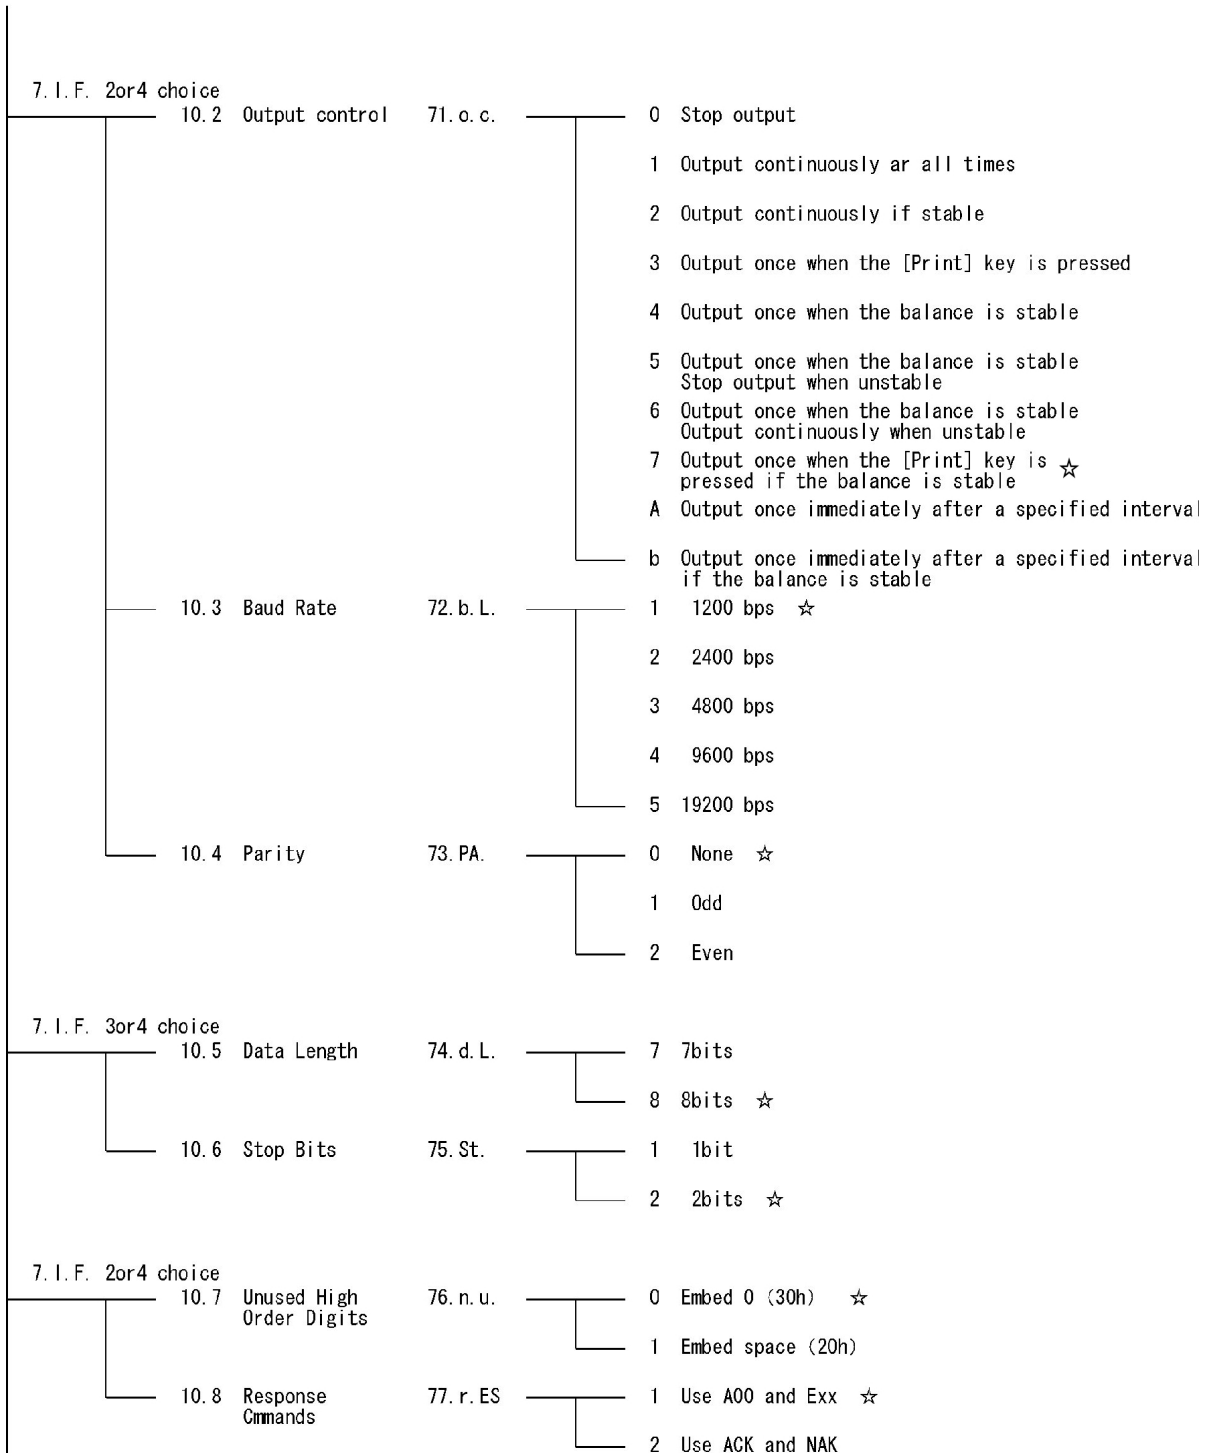 7.I.F. 2or4 choice
10.2 Output control 71.o.c. 0 Stop output
1 Output continuously ar all times
2 Output continuously if stable
3 Output once when the [Print] key is pressed
4 Output once when the balance is stable
5 Output once when the balance is stable
Stop output when unstable
6 Output once when the balance is stable
Output continuously when unstable
7 Output once when the [Print] key is ☆
pressed if the balance is stable
A Output once immediately after a specified interval
b Output once immediately after a specified interval
if the balance is stable
10.3 Baud Rate 72.b.L. 1 1200 bps ☆
2 2400 bps
3 4800 bps
4 9600 bps
5 19200 bps
10.4 Parity 73.PA. 0 None ☆
1 Odd
2 Even
7.I.F. 3or4 choice
10.5 Data Length 74.d.L. 7 7bits
8 8bits ☆
10.6 Stop Bits 75.St. 1 1bit
2 2bits ☆
7.I.F. 2or4 choice
10.7 Unused High 76.n.u. 0 Embed 0 (30h) ☆
Order Digits
1 Embed space (20h)
10.8 Response 77.r.ES 1 Use A00 and Exx ☆
Cmmands
2 Use ACK and NAK